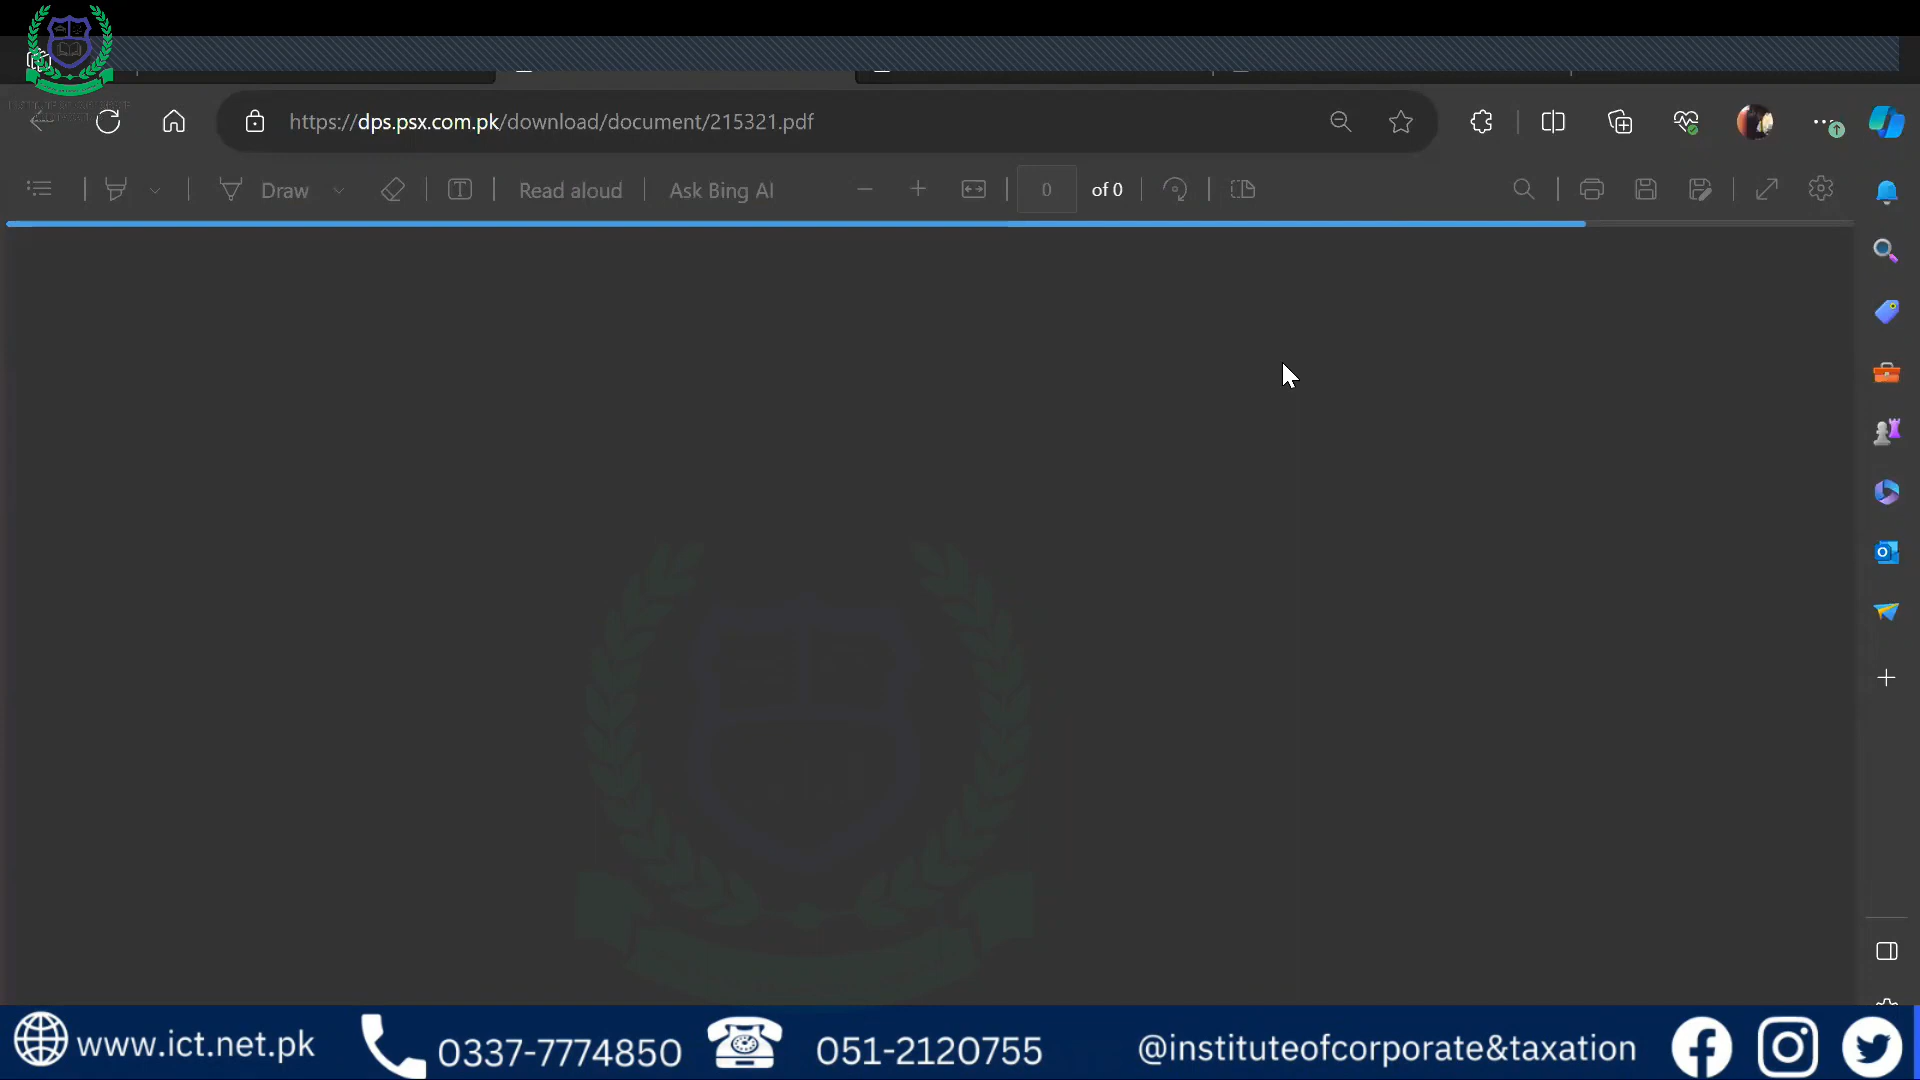 https://dps.psx.com.pk/download/document/215321.pdf
Draw
Read aloud
Ask Bing AI
0
of 0
www.ict.net.pk
0337-7774850
051-2120755
@instituteofcorporate&taxation